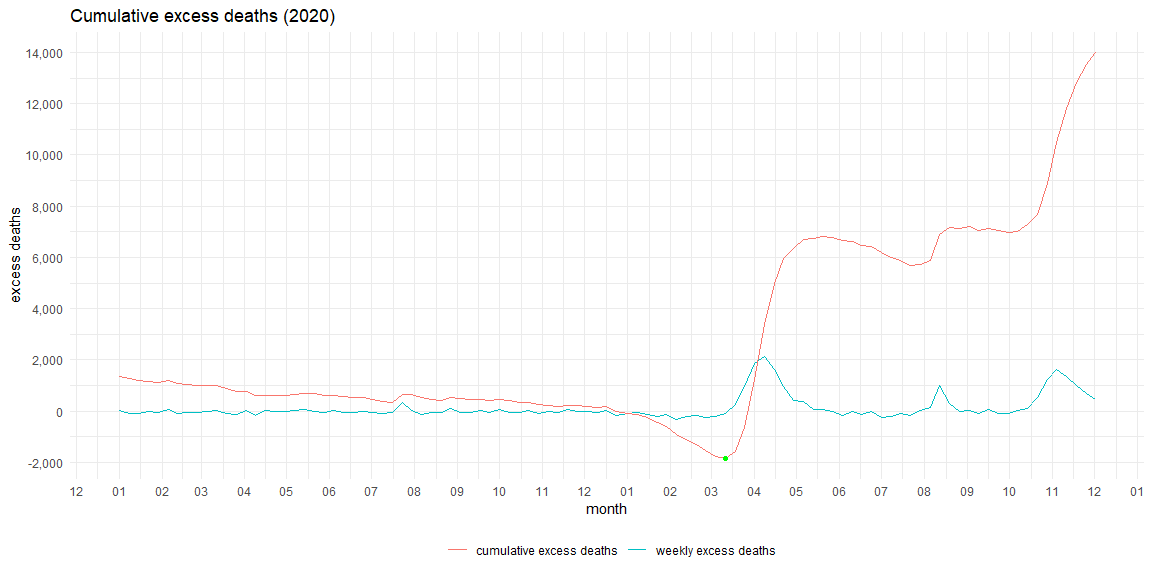 Cumulative excess deaths (2020)
14,000
12,000
10,000
8,000
6,000
4,000
2,000
0
-2,000
excess deaths
12 01 02 03 04 05 06 07 08 09 10 11 12 01 02 03 04 05 06 07 08 09 10 11 12 01
month
cumulative excess deaths weekly excess deaths